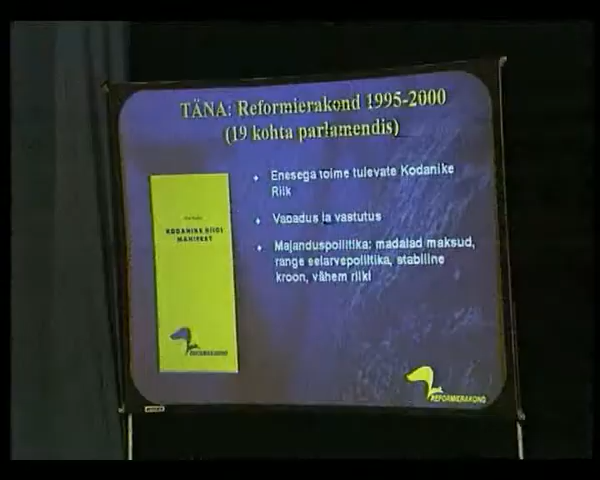 TÄNA: Reformierakond 1995-2000
(19 kohta parlamendis)
Enesega toime tulevate Kodanike
Riik
Vabadus ja vastutus
Majanduspoliitika: madalad maksud,
range eelarvepoliitika, stabiilne
kroon, vähem riiki
KODANIKE RIIGI
MANIFEST
REFORMIERAKOND
REFORMIERAKOND